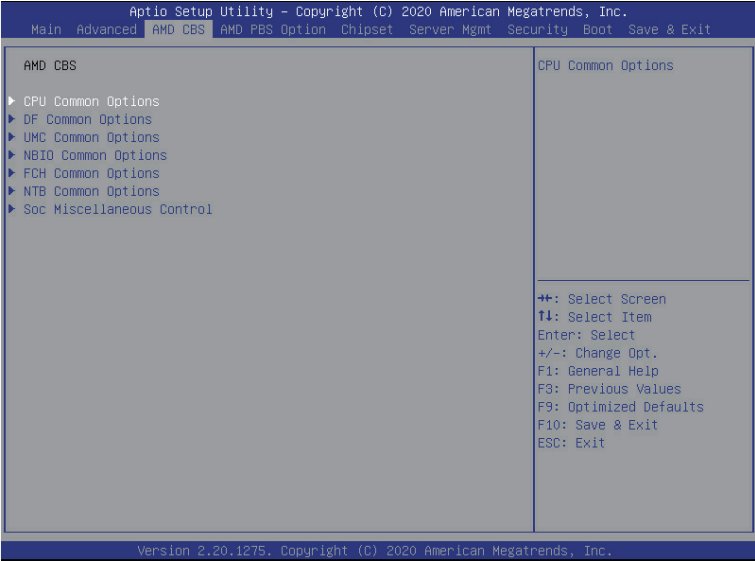 Aptio Setup Utility – Copyright (C) 2020 American Megatrends, Inc.
Main Advanced AMD CBS AMD PBS Option Chipset Server Mgmt Security Boot Save & Exit
AMD CBS
CPU Common Options
DF Common Options
UMC Common Options
NBIO Common Options
FCH Common Options
NTB Common Options
Soc Miscellaneous Control
CPU Common Options
→←: Select Screen
↑↓: Select Item
Enter: Select
+/-: Change Opt.
F1: General Help
F3: Previous Values
F9: Optimized Defaults
F10: Save & Exit
ESC: Exit
Version 2.20.1275. Copyright (C) 2020 American Megatrends, Inc.